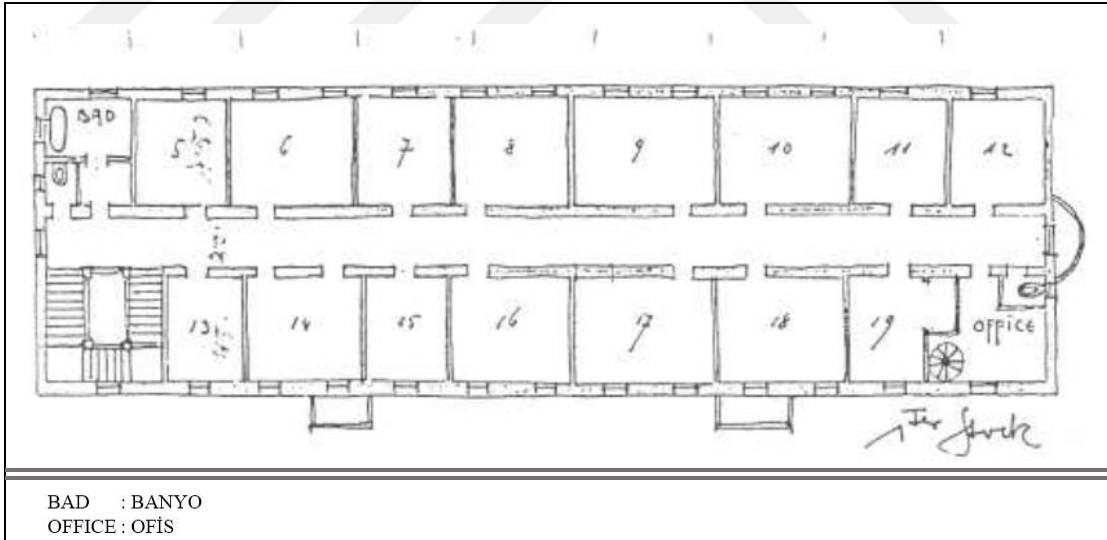 BAD
5 6 7 8 9 10 11 12
13 14 15 16 17 18 19 OFFICE
1ter Stock
BAD : BANYO
OFFICE : OFİS